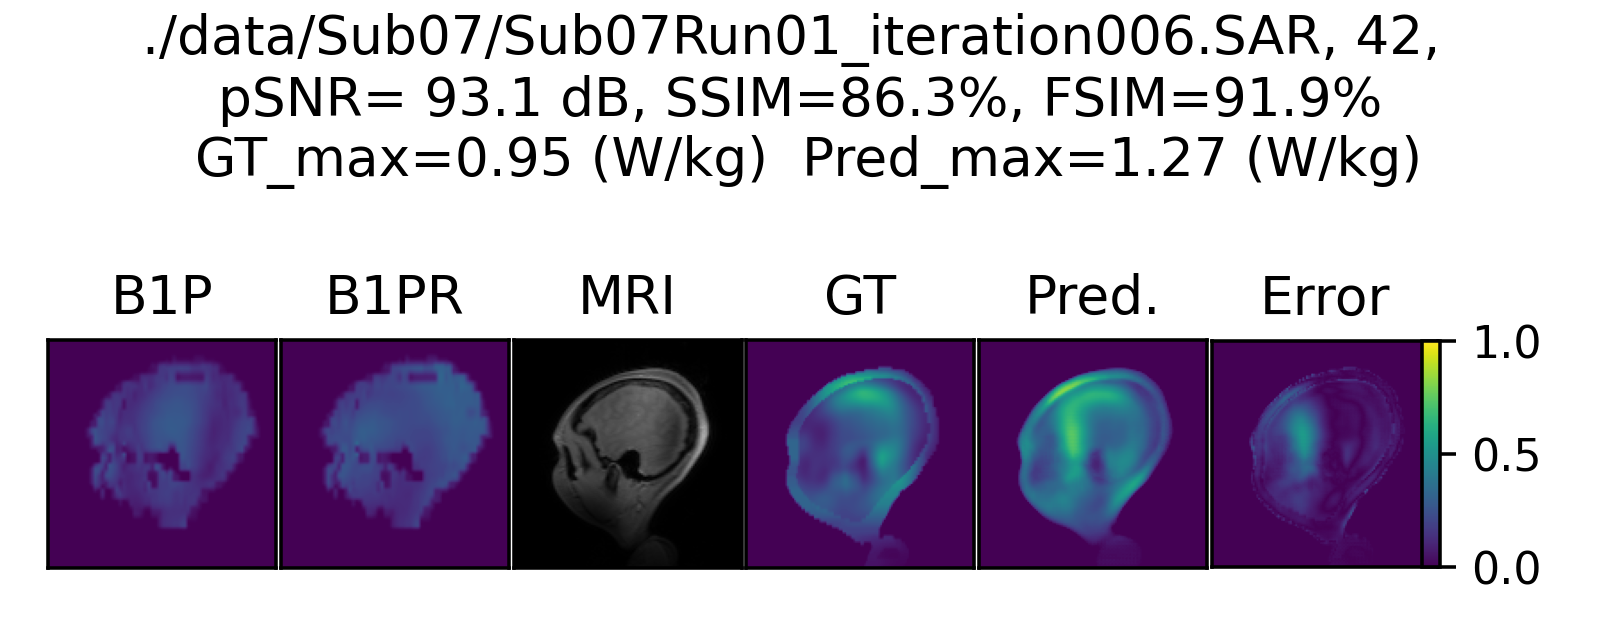 ./data/Sub07/Sub07Run01_iteration006.SAR, 42,
pSNR= 93.1 dB, SSIM=86.3%, FSIM=91.9%
GT_max=0.95 (W/kg)  Pred_max=1.27 (W/kg)
B1P B1PR MRI GT Pred. Error
1.0
0.5
0.0